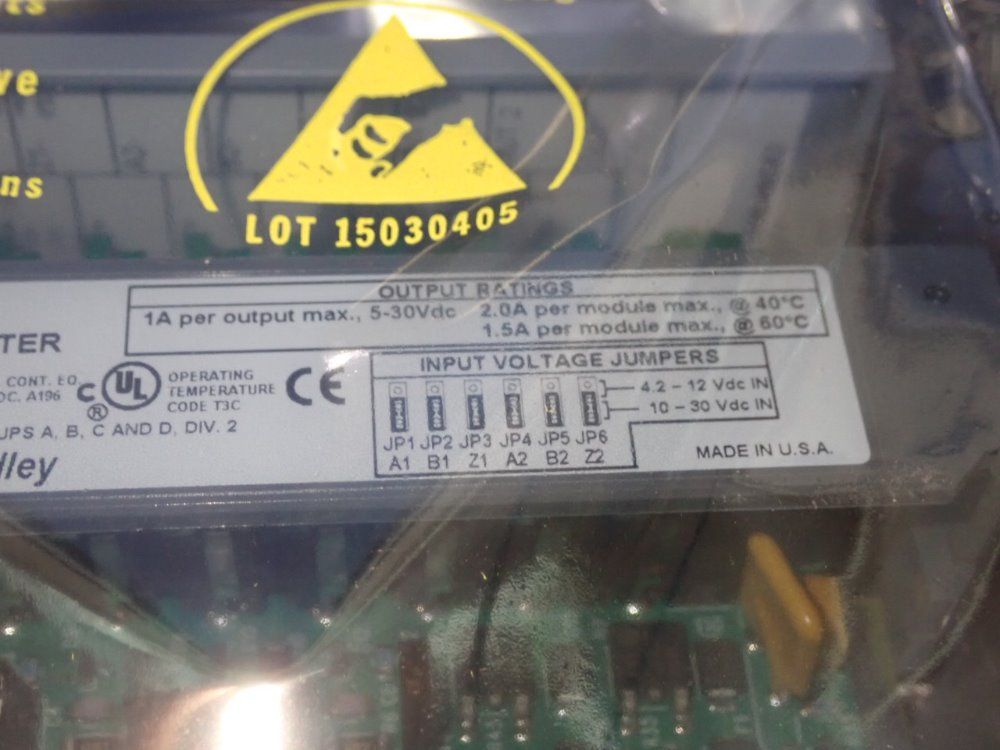 ve
ns
LOT 15030405
OUTPUT RATINGS
1A per output max., 5-30Vdc 2.0A per module max., @ 40°C
1.5A per module max., @ 60°C
TER
INPUT VOLTAGE JUMPERS
CONT. EQ.
OC. A196
C UL ®
OPERATING
TEMPERATURE
CODE T3C
CE
4.2 – 12 Vdc IN
10 – 30 Vdc IN
UPS A, B, C AND D, DIV. 2
JP1 JP2 JP3 JP4 JP5 JP6
A1 B1 Z1 A2 B2 Z2
MADE IN U.S.A.
lley